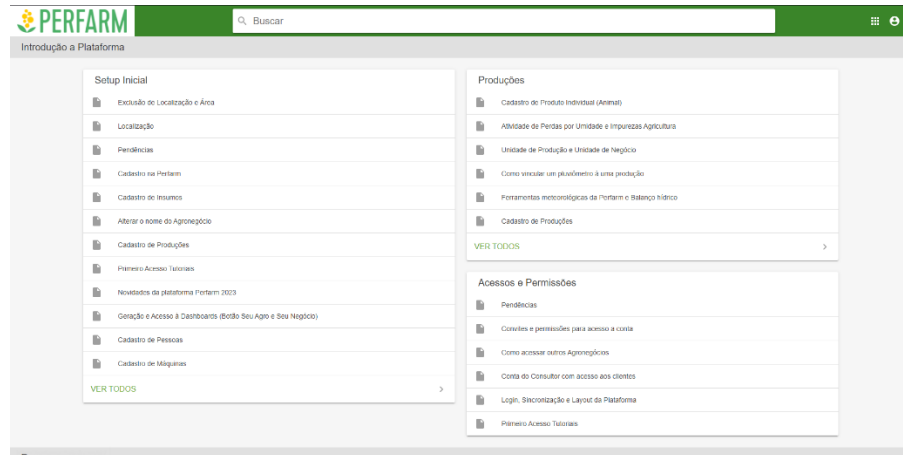 PERFARM
Buscar
Introdução a Plataforma
Setup Inicial
Exclusão de Localização e Área
Localização
Pendências
Cadastro na Perfarm
Cadastro de Insumos
Alterar o nome do Agronegócio
Cadastro de Produções
Primeiro Acesso Tutoriais
Novidades da plataforma Perfarm 2023
Geração e Acesso à Dashboards (Botão Seu Agro e Seu Negócio)
Cadastro de Pessoas
Cadastro de Máquinas
VER TODOS
Produções
Cadastro de Produto Individual (Animal)
Atividade de Perdas por Umidade e Impurezas Agricultura
Unidade de Produção e Unidade de Negócio
Como vincular um pluviômetro à uma produção
Ferramentas meteorológicas da Perfarm e Balanço hídrico
Cadastro de Produções
VER TODOS
Acessos e Permissões
Pendências
Convites e permissões para acesso a conta
Como acessar outros Agronegócios
Conta do Consultor com acesso aos clientes
Login, Sincronização e Layout da Plataforma
Primeiro Acesso Tutoriais